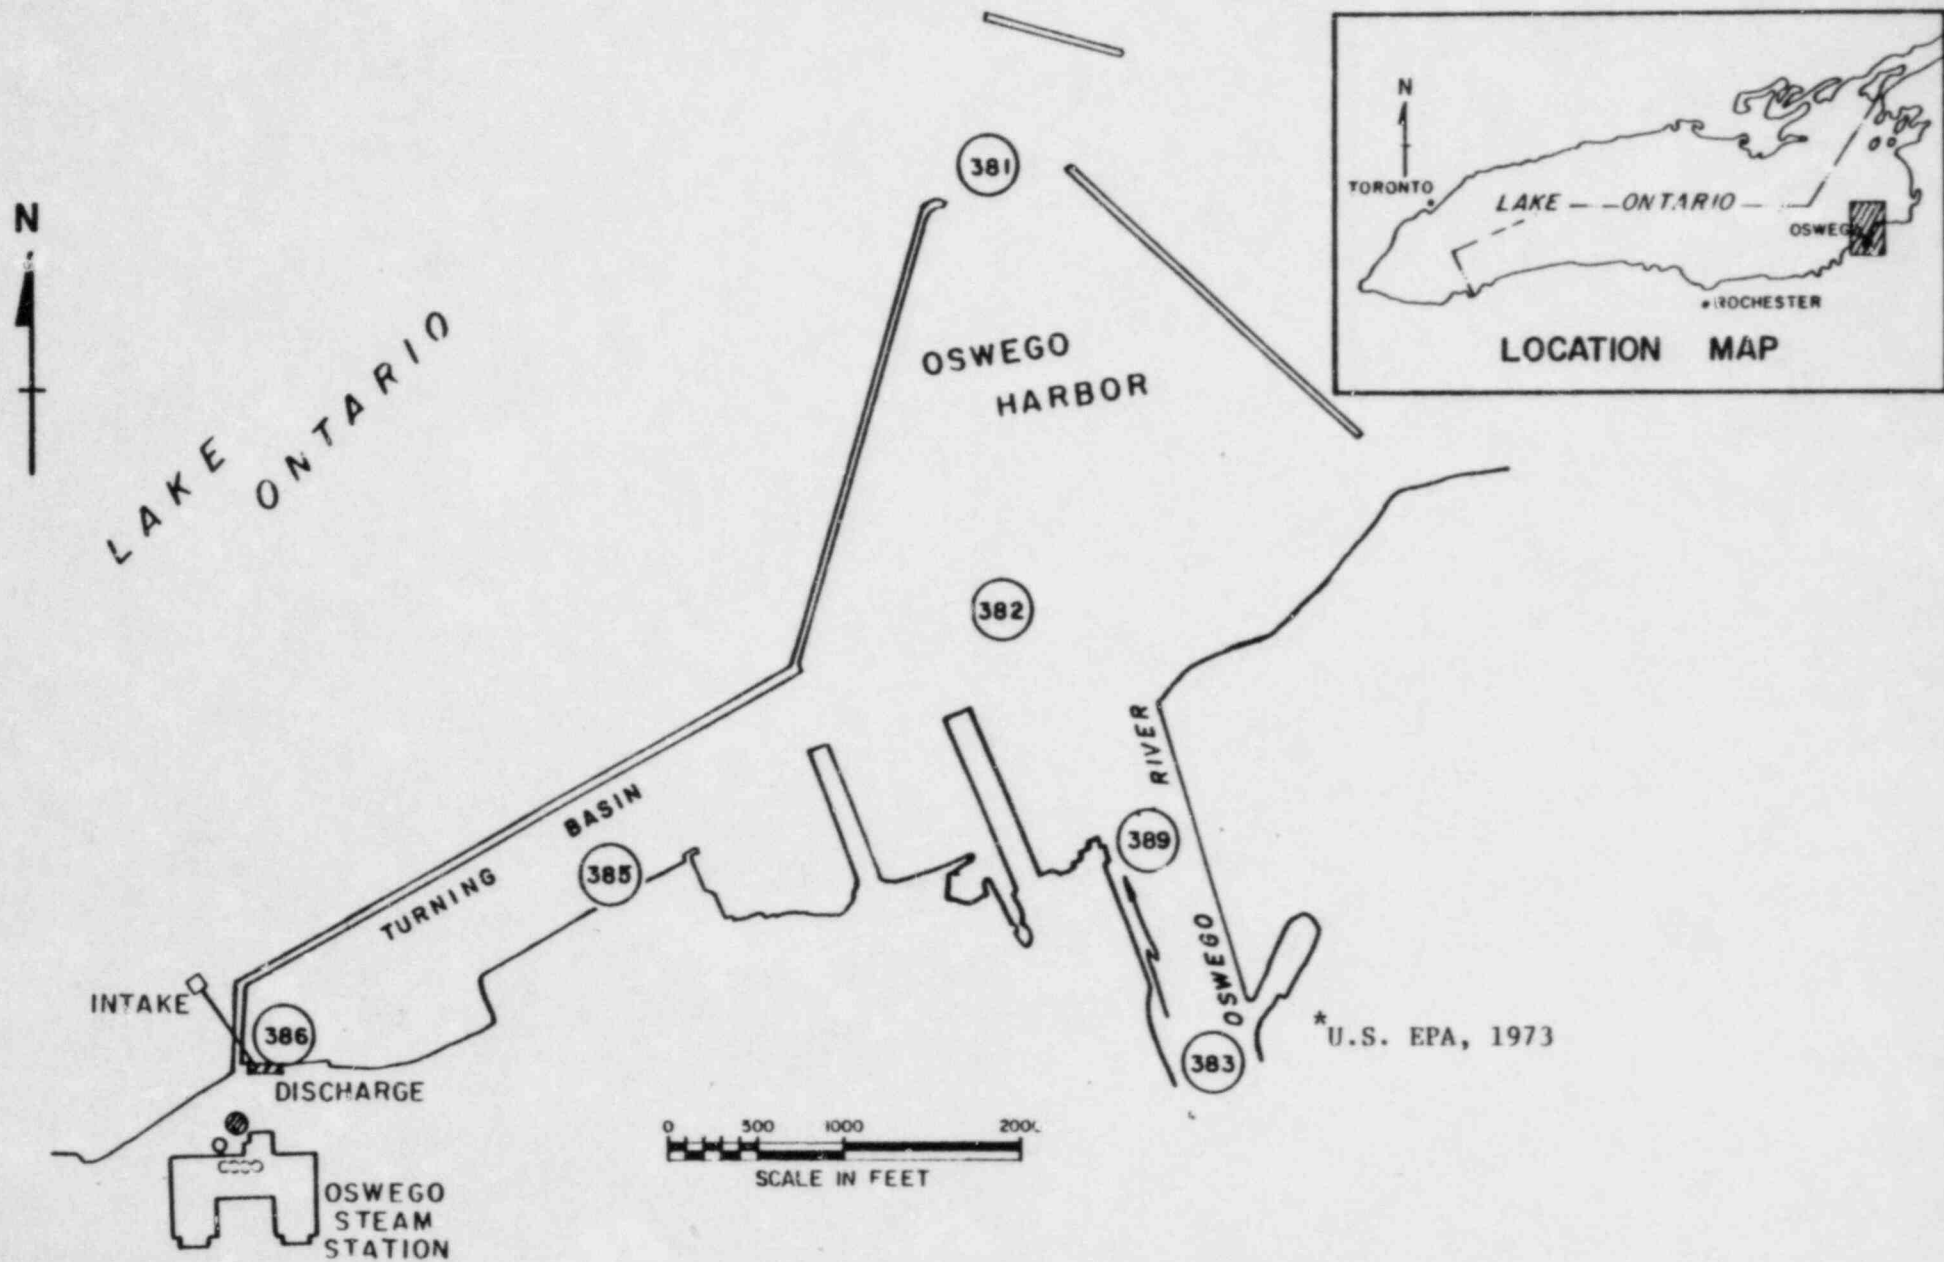 381
N
LAKE
ONTARIO
OSWEGO
HARBOR
382
RIVER
389
BASIN
385
TURNING
INTAKE
386
DISCHARGE
OSWEGO
383
*U.S. EPA, 1973
0 500 1000
SCALE IN FEET
OSWEGO
STEAM
STATION
N
TORONTO
LAKE ONTARIO
ROCHESTER
LOCATION MAP